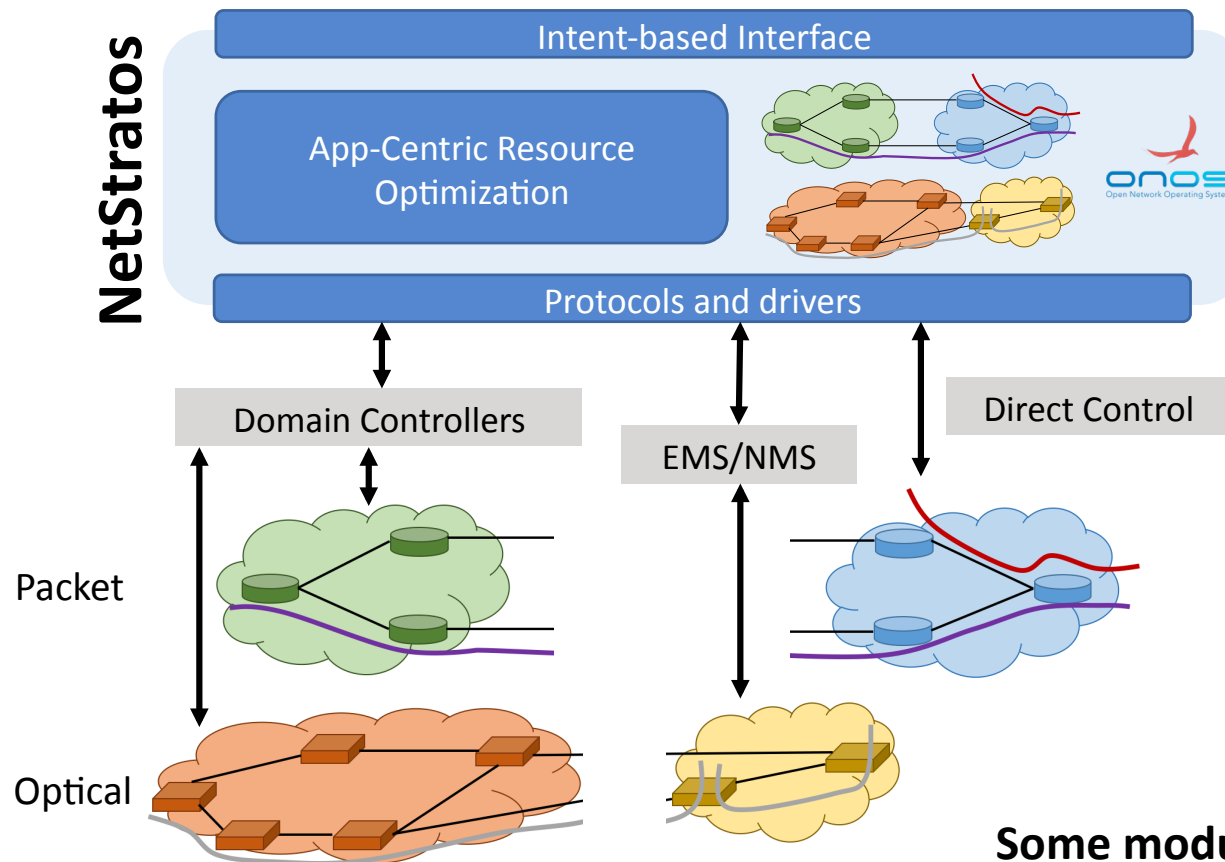 Intent-based Interface
NetStratos
App-Centric Resource
Optimization
onos
Open Network Operating System
Protocols and drivers
Domain Controllers
Direct Control
EMS/NMS
Packet
Optical
Some modu